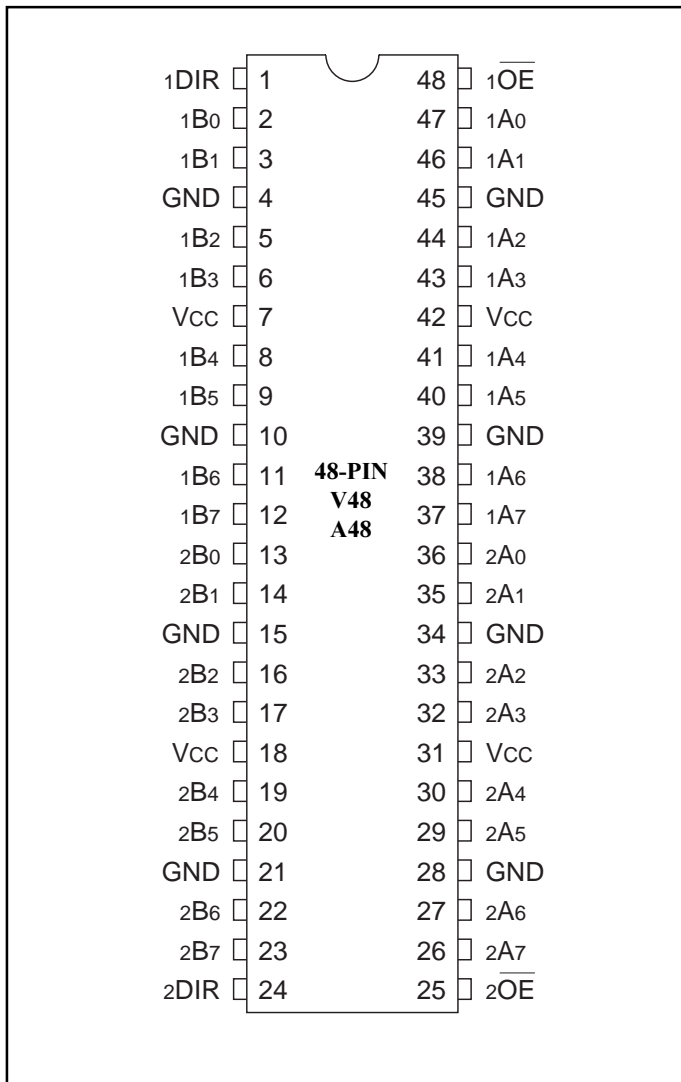 1DIR 1 48 1O̅E̅
1B0 2 47 1A0
1B1 3 46 1A1
GND 4 45 GND
1B2 5 44 1A2
1B3 6 43 1A3
VCC 7 42 VCC
1B4 8 41 1A4
1B5 9 40 1A5
GND 10 39 GND
1B6 11 48-PIN 38 1A6
V48
1B7 12 37 1A7
A48
2B0 13 36 2A0
2B1 14 35 2A1
GND 15 34 GND
2B2 16 33 2A2
2B3 17 32 2A3
VCC 18 31 VCC
2B4 19 30 2A4
2B5 20 29 2A5
GND 21 28 GND
2B6 22 27 2A6
2B7 23 26 2A7
2DIR 24 25 2O̅E̅